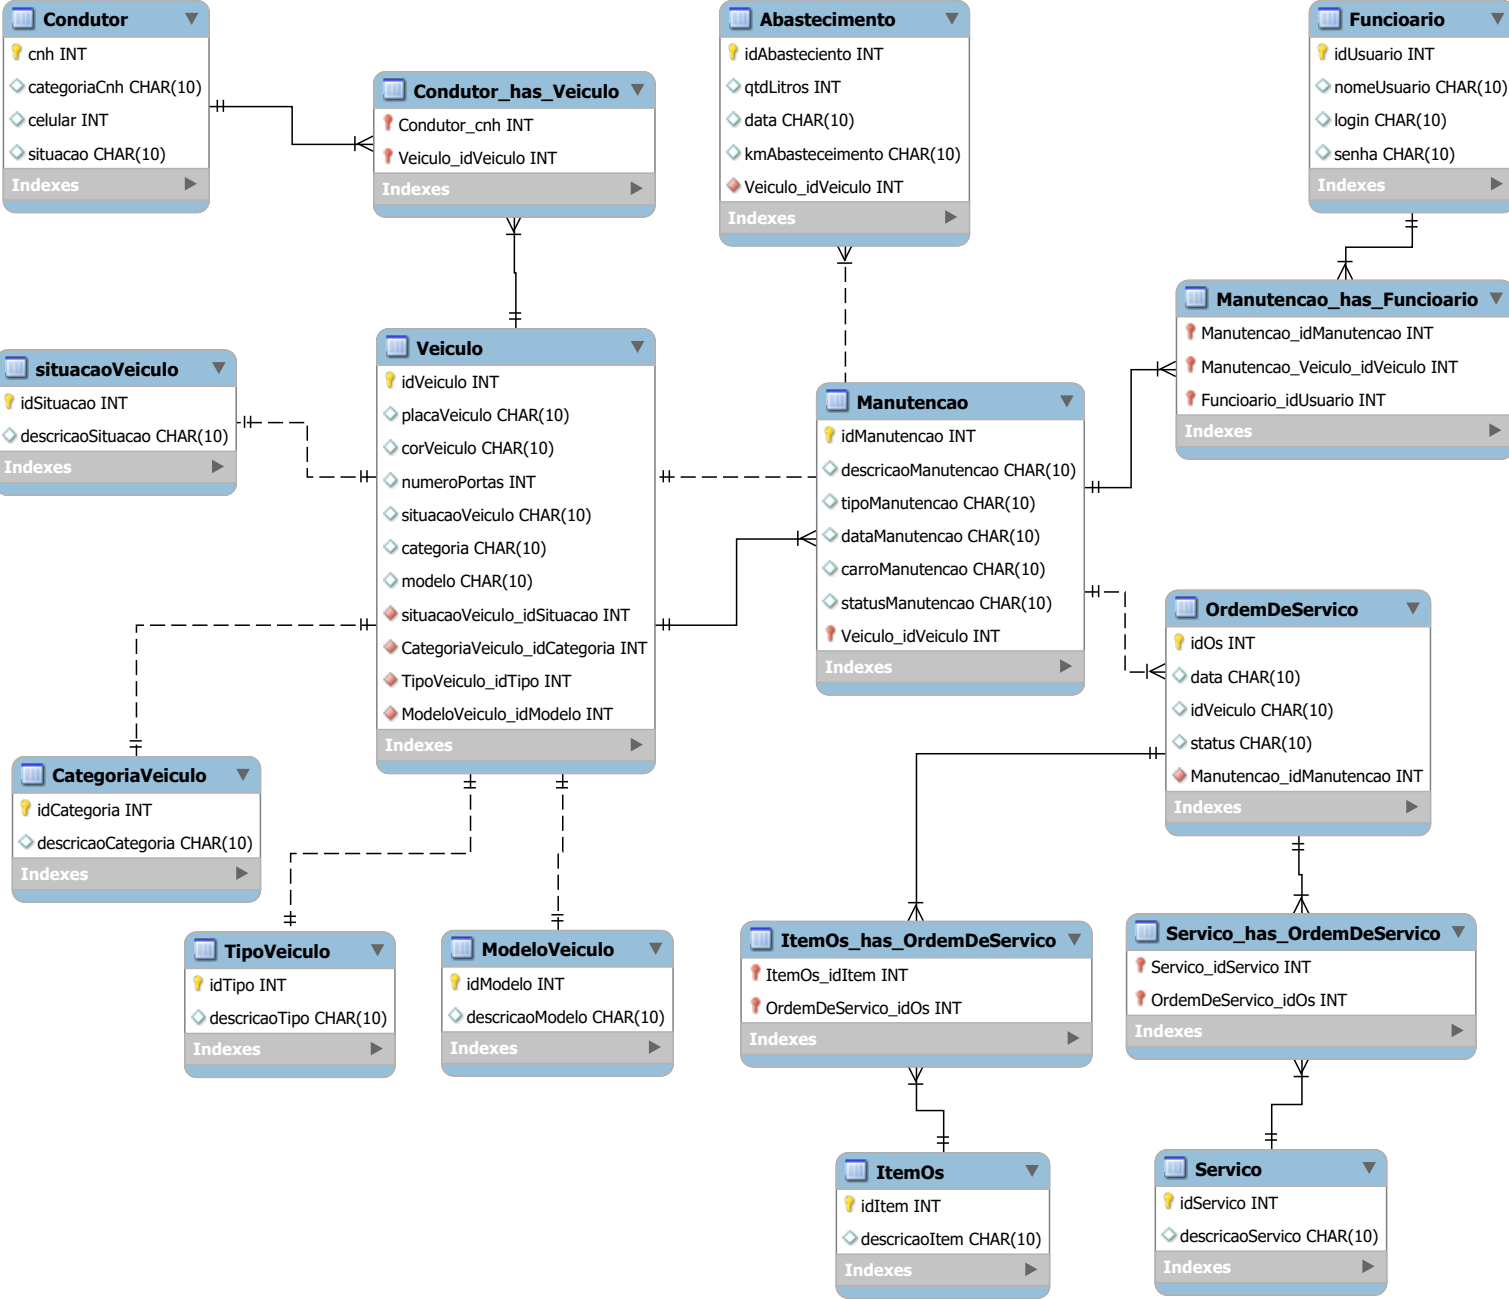 Condutor
cnh INT
categoriaCnh CHAR(10)
celular INT
situacao CHAR(10)
Indexes
Condutor_has_Veiculo
Condutor_cnh INT
Veiculo_idVeiculo INT
Indexes
Abastecimento
idAbasteciento INT
qtdLitros INT
data CHAR(10)
kmAbasteceimento CHAR(10)
Veiculo_idVeiculo INT
Indexes
Funcioario
idUsuario INT
nomeUsuario CHAR(10)
login CHAR(10)
senha CHAR(10)
Indexes
Manutencao_has_Funcioario
Manutencao_idManutencao INT
Manutencao_Veiculo_idVeiculo INT
Funcioario_idUsuario INT
Indexes
situacaoVeiculo
idSituacao INT
descricaoSituacao CHAR(10)
Indexes
Veiculo
idVeiculo INT
placaVeiculo CHAR(10)
corVeiculo CHAR(10)
numeroPortas INT
situacaoVeiculo CHAR(10)
categoria CHAR(10)
modelo CHAR(10)
situacaoVeiculo_idSituacao INT
CategoriaVeiculo_idCategoria INT
TipoVeiculo_idTipo INT
ModeloVeiculo_idModelo INT
Indexes
Manutencao
idManutencao INT
descricaoManutencao CHAR(10)
tipoManutencao CHAR(10)
dataManutencao CHAR(10)
carroManutencao CHAR(10)
statusManutencao CHAR(10)
Veiculo_idVeiculo INT
Indexes
OrdemDeServico
idOs INT
data CHAR(10)
idVeiculo CHAR(10)
status CHAR(10)
Manutencao_idManutencao INT
Indexes
CategoriaVeiculo
idCategoria INT
descricaoCategoria CHAR(10)
Indexes
TipoVeiculo
idTipo INT
descricaoTipo CHAR(10)
Indexes
ModeloVeiculo
idModelo INT
descricaoModelo CHAR(10)
Indexes
ItemOs_has_OrdemDeServico
ItemOs_idItem INT
OrdemDeServico_idOs INT
Indexes
Servico_has_OrdemDeServico
Servico_idServico INT
OrdemDeServico_idOs INT
Indexes
ItemOs
idItem INT
descricaoItem CHAR(10)
Indexes
Servico
idServico INT
descricaoServico CHAR(10)
Indexes